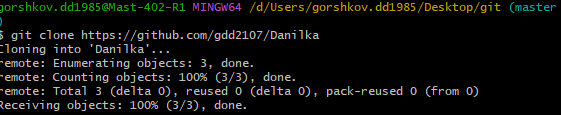 gorshkov.dd1985@Mast-402-R1 MINGW64 /d/Users/gorshkov.dd1985/Desktop/git (master
)
$ git clone https://github.com/gdd2107/Danilka
Cloning into 'Danilka'...
remote: Enumerating objects: 3, done.
remote: Counting objects: 100% (3/3), done.
remote: Total 3 (delta 0), reused 0 (delta 0), pack-reused 0 (from 0)
Receiving objects: 100% (3/3), done.